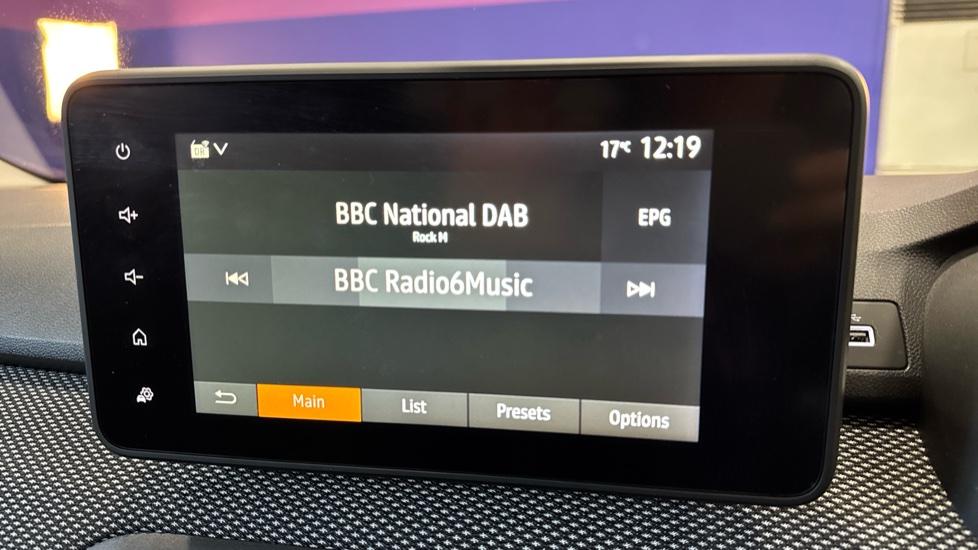 17°C 12:19
BBC National DAB
Rock M
EPG
BBC Radio6Music
Main
List
Presets
Options